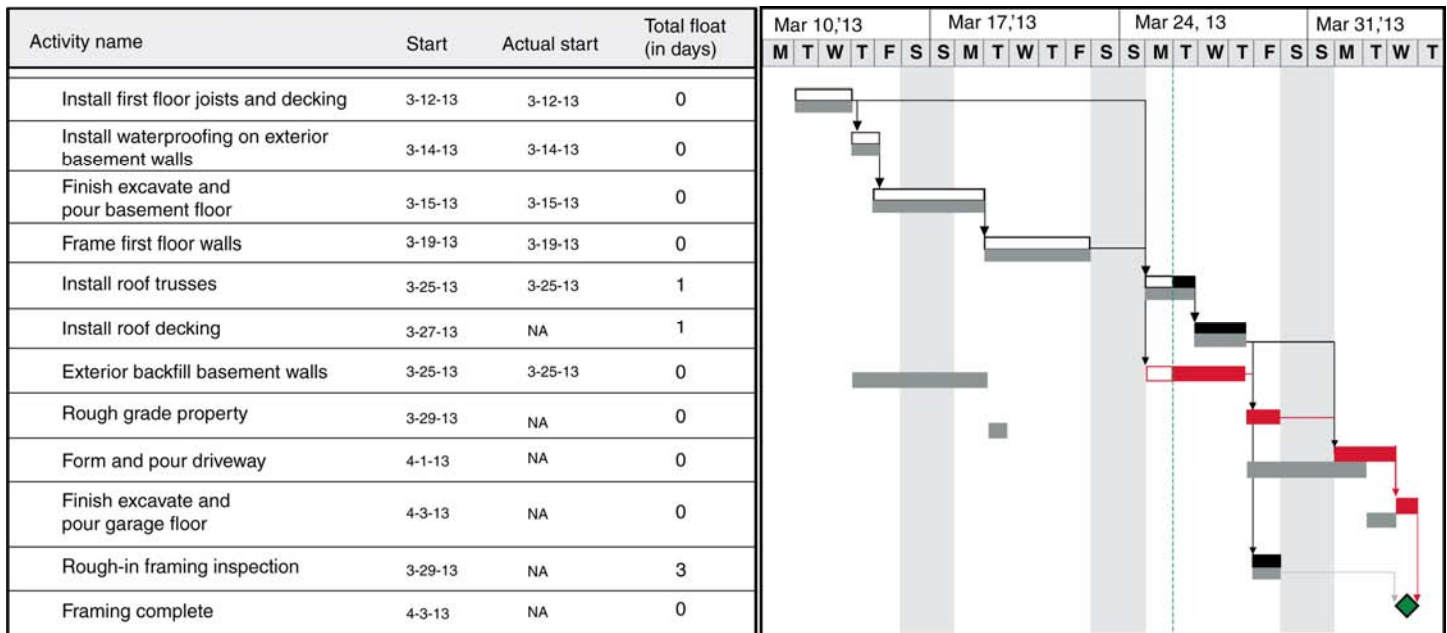 Activity name Start Actual start Total float (in days)
Install first floor joists and decking 3-12-13 3-12-13 0
Install waterproofing on exterior
basement walls 3-14-13 3-14-13 0
Finish excavate and
pour basement floor 3-15-13 3-15-13 0
Frame first floor walls 3-19-13 3-19-13 0
Install roof trusses 3-25-13 3-25-13 1
Install roof decking 3-27-13 NA 1
Exterior backfill basement walls 3-25-13 3-25-13 0
Rough grade property 3-29-13 NA 0
Form and pour driveway 4-1-13 NA 0
Finish excavate and
pour garage floor 4-3-13 NA 0
Rough-in framing inspection 3-29-13 NA 3
Framing complete 4-3-13 NA 0
Mar 10,'13 Mar 17,'13 Mar 24, 13 Mar 31,'13
M T W T F S S M T W T F S S M T W T F S S M T W T